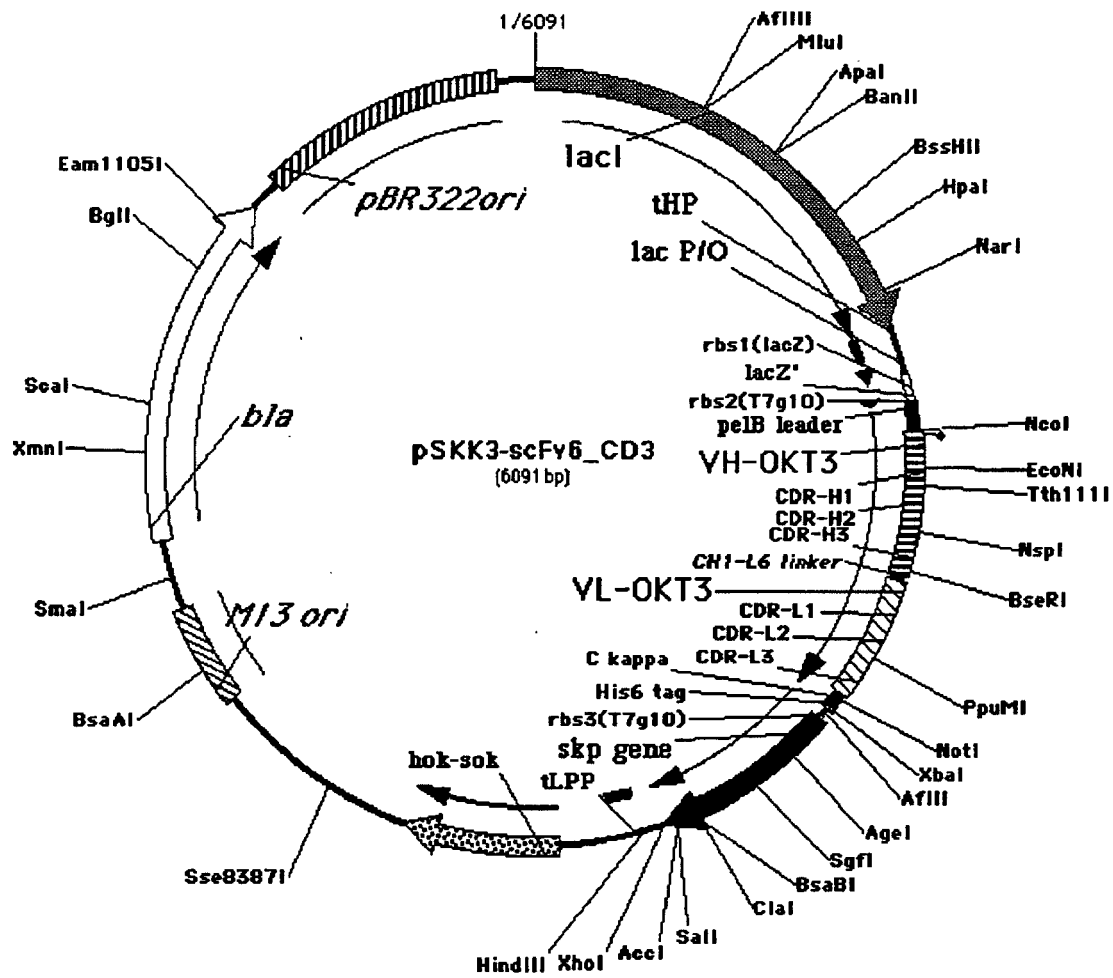 1/6091
AflIII
MluI
ApaI
BanII
BssHII
HpaI
NarI
lacI
tHP
lac P/O
rbs1(lacZ)
lacZ'
rbs2(T7g10)
pelB leader
NcoI
VH-OKT3
EcoNI
Tth111I
CDR-H1
CDR-H2
CDR-H3
NspI
CH1-L6 linker
BseRI
VL-OKT3
CDR-L1
CDR-L2
CDR-L3
C kappa
PpuMI
His6 tag
NotI
rbs3(T7g10)
XbaI
skp gene
AflII
tLPP
AgeI
SgfI
BsaBI
ClaI
SalI
AccI
XhoI
HindIII
hok-sok
Sse8387I
BsaAI
M13 ori
SmaI
bla
XmnI
ScaI
BglI
Eam1105I
pBR322ori
pSKK3-scFv6_CD3
(6091 bp)